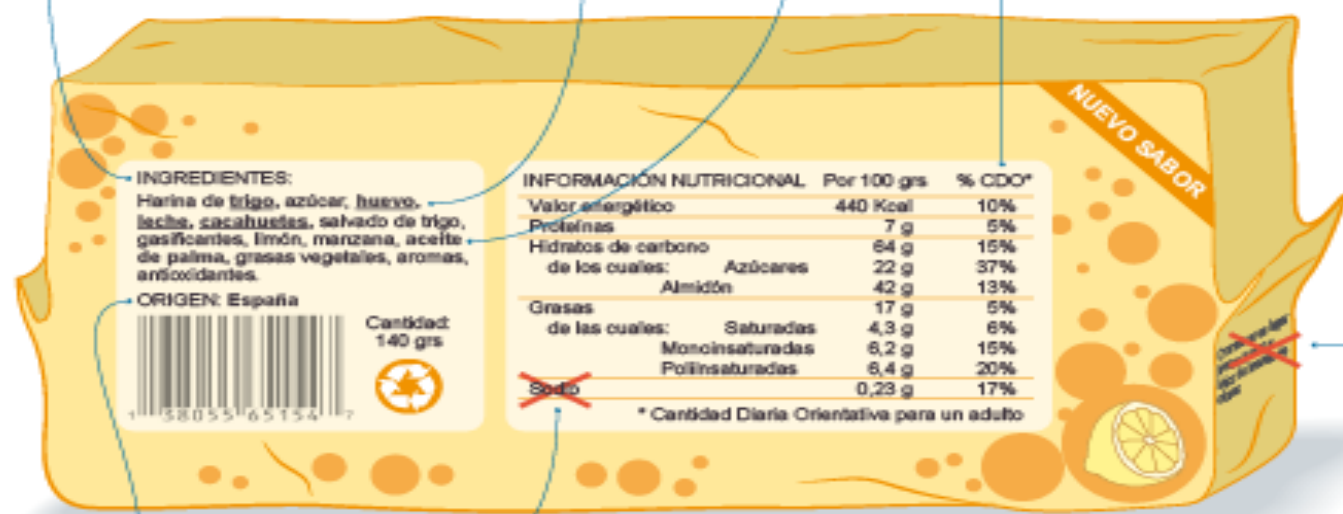 NUEVO SABOR
INGREDIENTES:
Harina de trigo, azúcar, huevo,
leche, cacahuetes, salvado de trigo,
gasificantes, limón, manzana, aceite
de palma, grasas vegetales, aromas,
antioxidantes.
ORIGEN: España
Cantidad:
140 grs
1 38055 65154 7
INFORMACIÓN NUTRICIONAL Por 100 grs % CDO*
Valor energético 440 Kcal 10%
Proteínas 7 g 5%
Hidratos de carbono 64 g 15%
de los cuales: Azúcares 22 g 37%
Almidón 42 g 13%
Grasas 17 g 5%
de las cuales: Saturadas 4,3 g 6%
Monoinsaturadas 6,2 g 15%
Poliinsaturadas 6,4 g 20%
Sodio 0,23 g 17%
* Cantidad Diaria Orientativa para un adulto